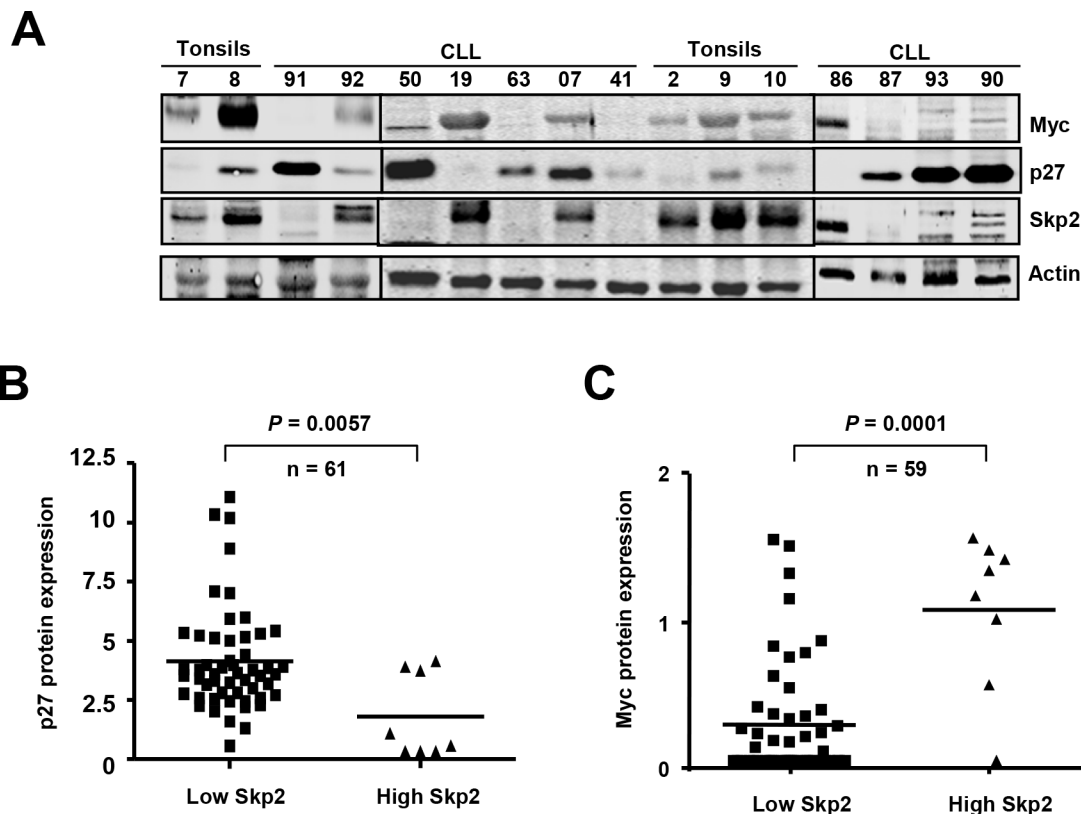 A
Tonsils CLL Tonsils CLL
7 8 91 92 50 19 63 07 41 2 9 10 86 87 93 90
Myc
p27
Skp2
Actin
B
P = 0.0057
n = 61
p27 protein expression
12.5
10
7.5
5
2.5
0
Low Skp2 High Skp2
C
P = 0.0001
n = 59
Myc protein expression
2
1
0
Low Skp2 High Skp2